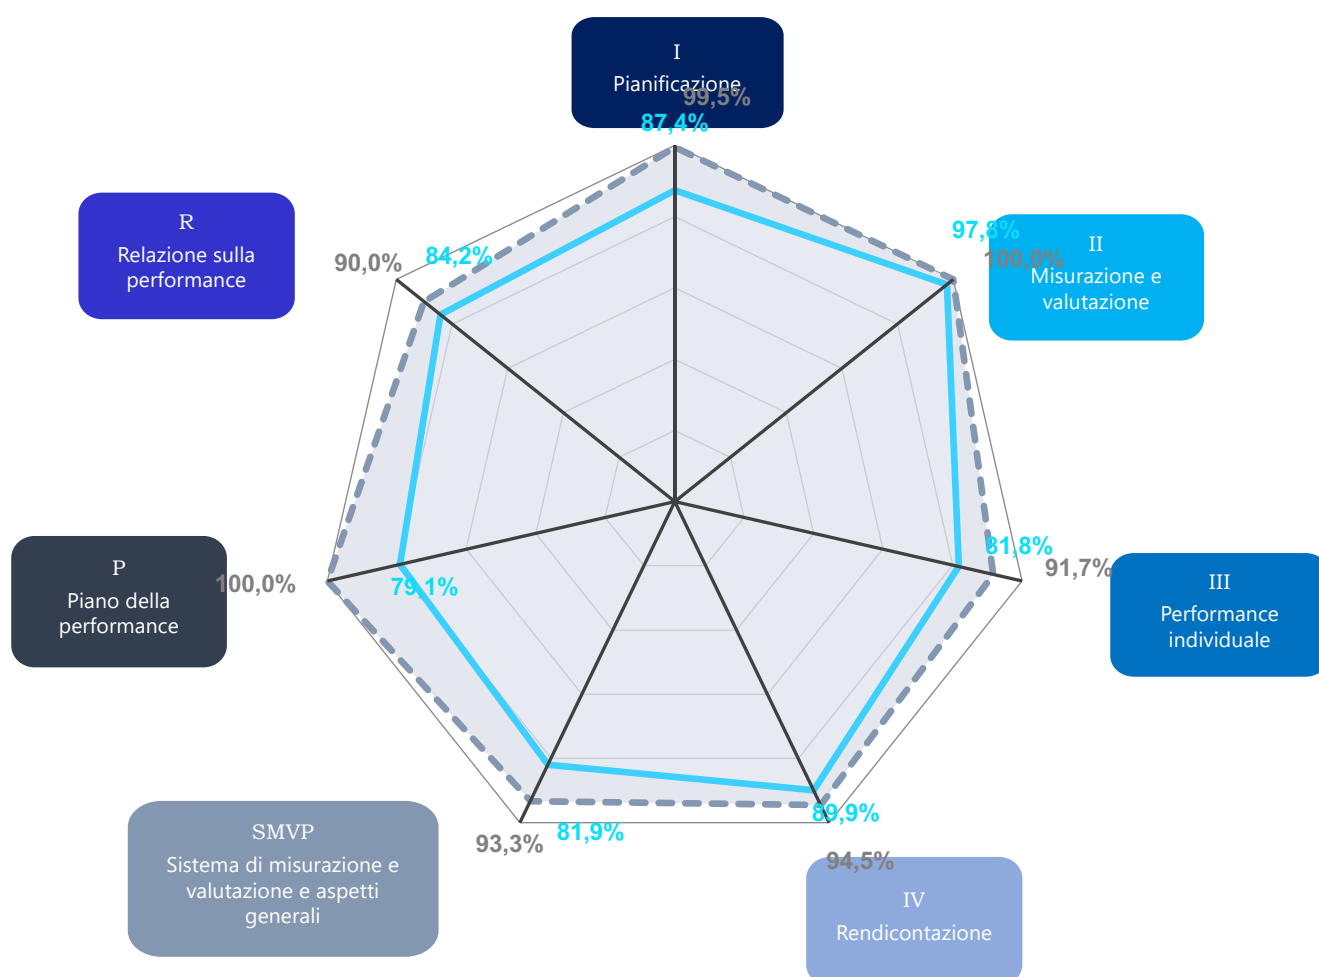 I
Pianificazione
99,5%
87,4%
R
Relazione sulla
performance
90,0%
84,2%
97,8%
100,0%
II
Misurazione e
valutazione
81,8%
91,7%
III
Performance
individuale
P
Piano della
performance
100,0%
79,1%
SMVP
Sistema di misurazione e
valutazione e aspetti
generali
93,3%
81,9%
89,9%
94,5%
IV
Rendicontazione